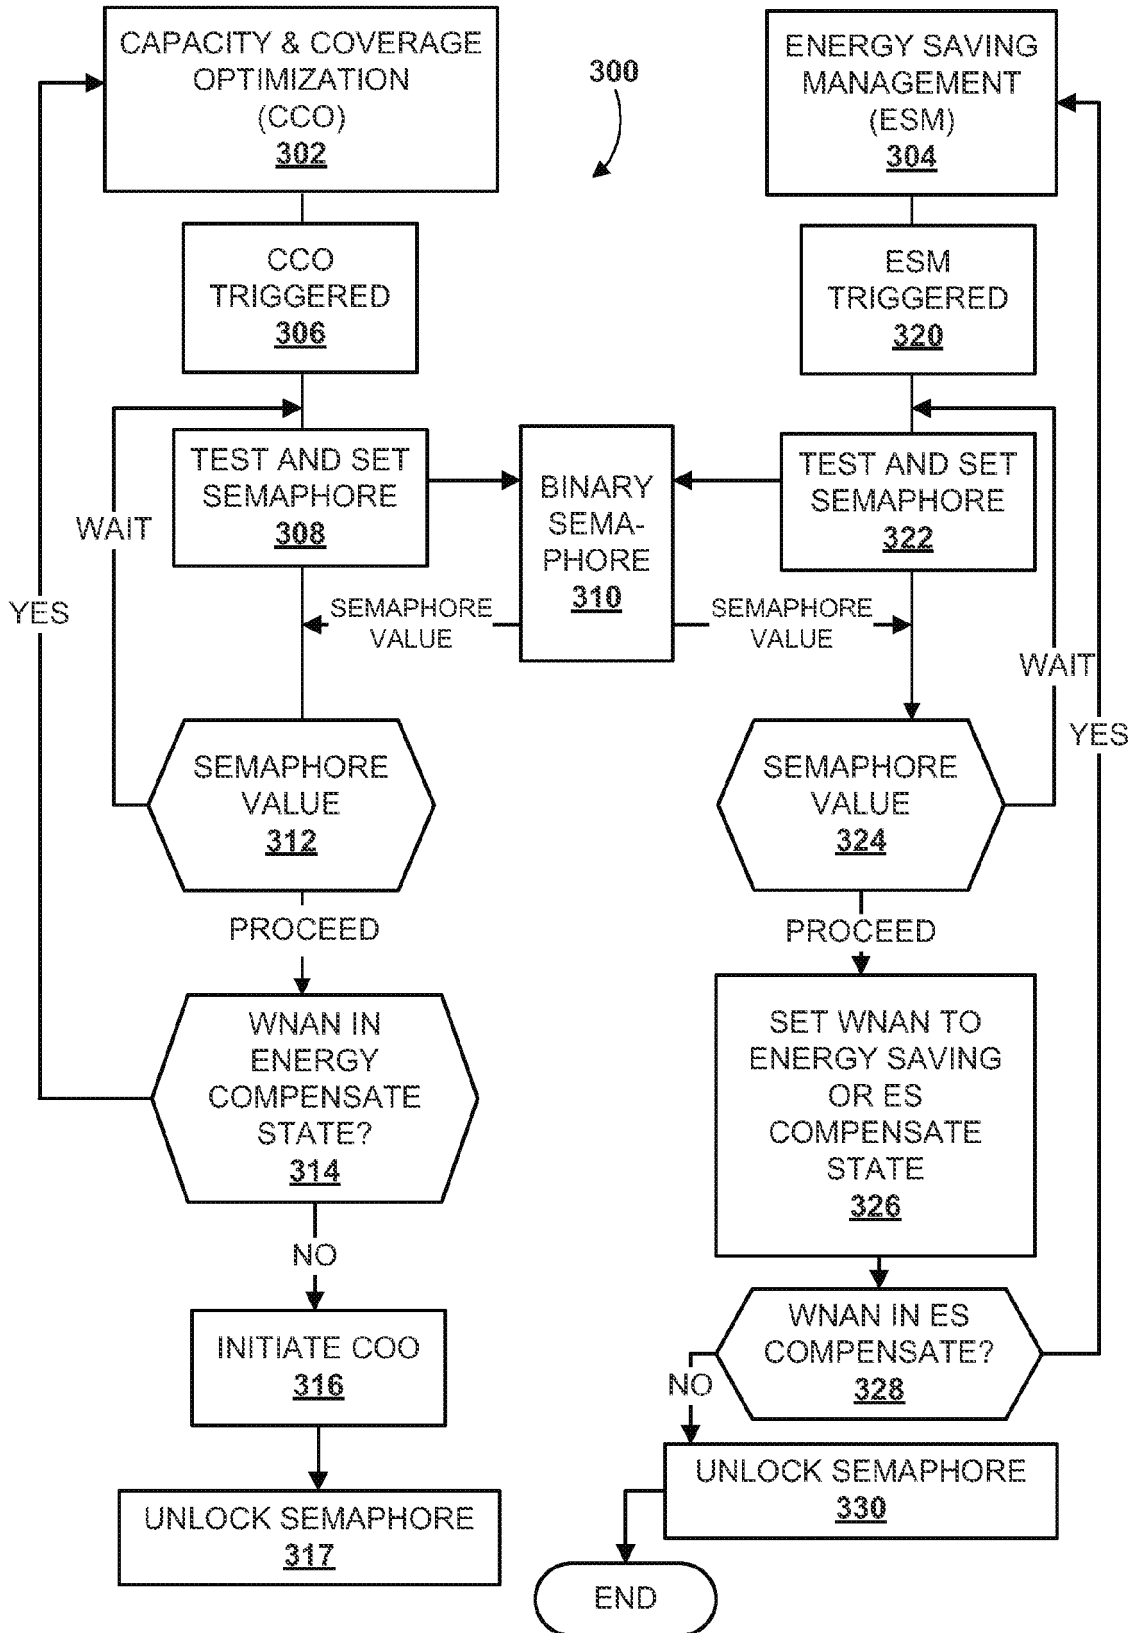 CAPACITY & COVERAGE
OPTIMIZATION
(CCO)
302
300
ENERGY SAVING
MANAGEMENT
(ESM)
304
CCO
TRIGGERED
306
ESM
TRIGGERED
320
TEST AND SET
SEMAPHORE
308
BINARY
SEMA-
PHORE
310
TEST AND SET
SEMAPHORE
322
WAIT
YES
SEMAPHORE
VALUE
SEMAPHORE
VALUE
WAIT
YES
SEMAPHORE
VALUE
312
SEMAPHORE
VALUE
324
PROCEED
PROCEED
WNAN IN
ENERGY
COMPENSATE
STATE?
314
SET WNAN TO
ENERGY SAVING
OR ES
COMPENSATE
STATE
326
NO
INITIATE COO
316
WNAN IN ES
COMPENSATE?
328
NO
UNLOCK SEMAPHORE
317
UNLOCK SEMAPHORE
330
END